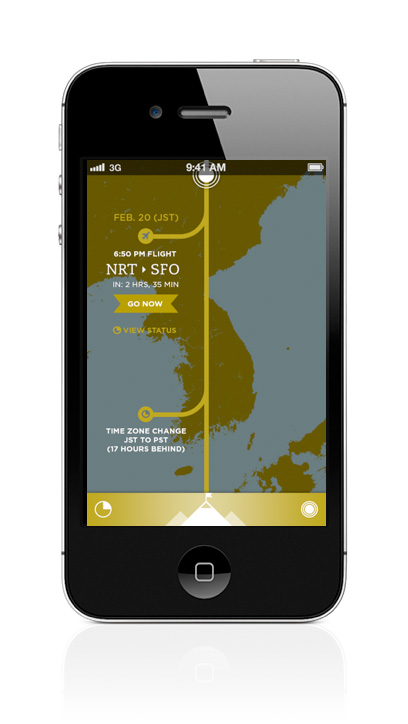 3G
9:41 AM
FEB. 20 (JST)
6:50 PM FLIGHT
NRT ▸ SFO
IN: 2 HRS, 35 MIN
GO NOW
VIEW STATUS
TIME ZONE CHANGE
JST TO PST
(17 HOURS BEHIND)